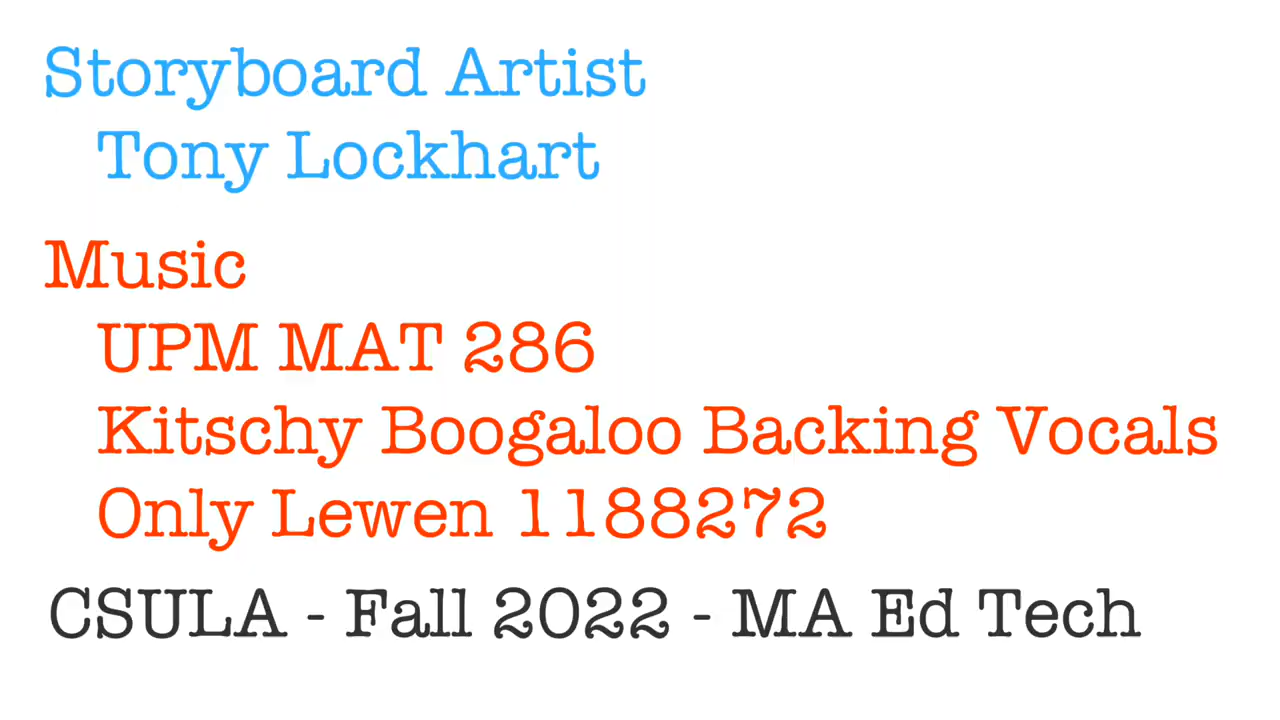 Storyboard Artist
Tony Lockhart
Music
UPM MAT 286
Kitschy Boogaloo Backing Vocals
Only Lewen 1188272
CSULA - Fall 2022 - MA Ed Tech